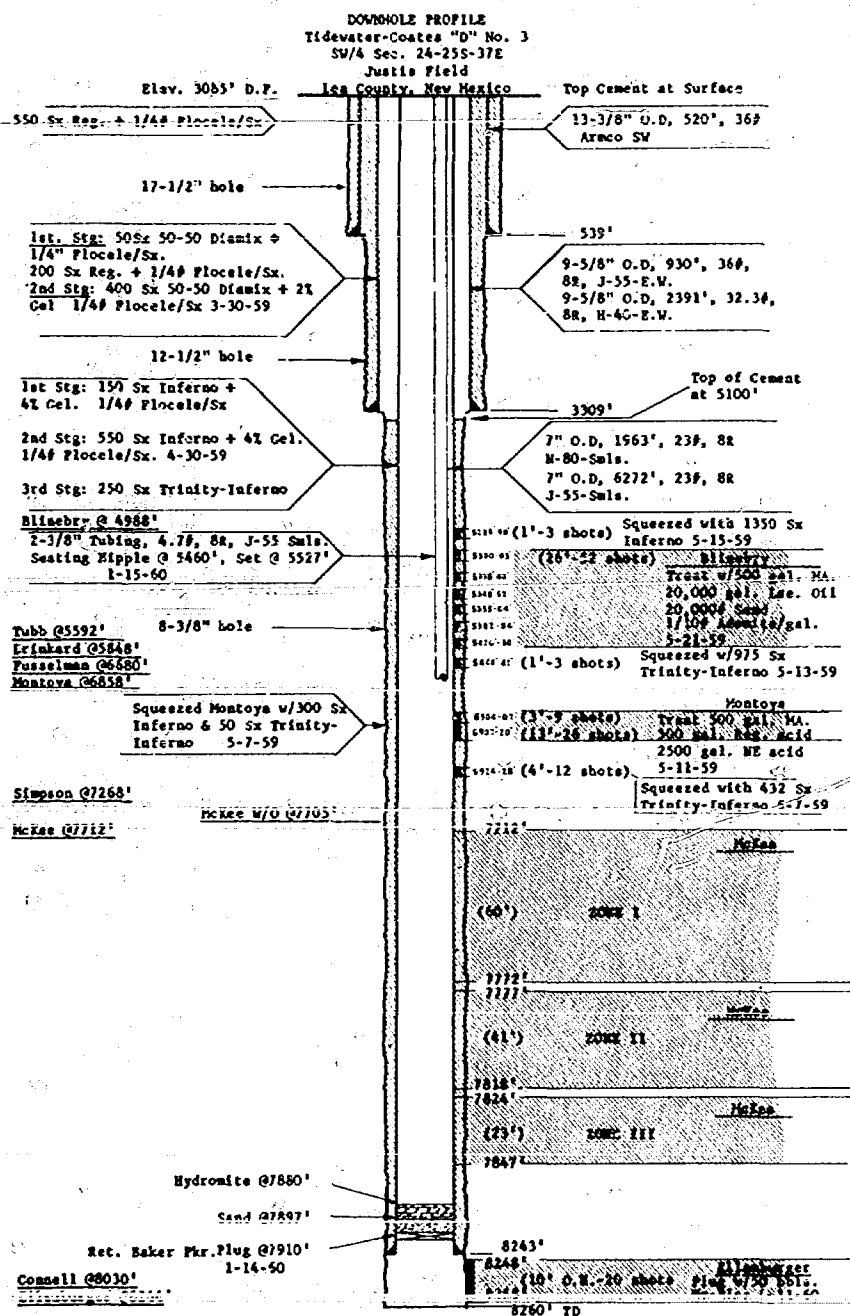 DOWNHOLE PROFILE
Tidewater-Coates "D" No. 3
SW/4 Sec. 24-25S-37E
Justis Field
Lea County, New Mexico
Elev. 3085' D.F.
Top Cement at Surface
550 Sx Reg. + 1/4# Flocele/Sx
13-3/8" O.D, 520', 36#
Armco SW
17-1/2" hole
539'
1st. Stg: 50Sx 50-50 Diamix +
1/4" Flocele/Sx.
200 Sx Reg. + 1/4# Flocele/Sx.
2nd Stg: 400 Sx 50-50 Diamix + 2%
Gel 1/4# Flocele/Sx 3-30-59
9-5/8" O.D, 930', 36#,
8R, J-55-E.W.
9-5/8" O.D, 2391', 32.3#,
8R, H-40-E.W.
12-1/2" hole
Top of Cement
at 5100'
3309'
1st Stg: 150 Sx Inferno +
4% Gel. 1/4# Flocele/Sx
2nd Stg: 550 Sx Inferno + 4% Gel.
1/4# Flocele/Sx. 4-30-59
3rd Stg: 250 Sx Trinity-Inferno
7" O.D, 1963', 23#, 8R
N-80-Smls.
7" O.D, 6272', 23#, 8R
J-55-Smls.
Blinebry @ 4988'
2-3/8" Tubing, 4.7#, 8R, J-55 Smls.
Seating Nipple @ 5460', Set @ 5527'
1-15-60
(1'-3 shots) Squeezed with 1350 Sx
Inferno 5-15-59
(26'-52 shots) Blinebry
Treat w/500 gal. MA.
20,000 gal. Lse. Oil
20,000# Sand
1/10# Adomite/gal.
5-21-59
(1'-3 shots) Squeezed w/975 Sx
Trinity-Inferno 5-13-59
8-3/8" hole
Tubb @5592'
Drinkard @5848'
Fusselman @6680'
Montoya @6858'
Squeezed Montoya w/300 Sx
Inferno & 50 Sx Trinity-
Inferno 5-7-59
Montoya
(3'-9 shots) Treat 500 gal. MA.
(13'-26 shots) 500 gal. Reg. acid
2500 gal. NE acid
5-11-59
(4'-12 shots)
Squeezed with 432 Sx
Trinity-Inferno 5-7-59
Simpson @7268'
McKee W/O @7705'
McKee @7712'
7212'
McKee
(60') ZONE I
7772'
7777'
McKee
(41') ZONE II
7818'
7824'
McKee
(23') ZONE III
7847'
Hydromite @7880'
Sand @7897'
Ret. Baker Pkr.Plug @7910'
1-14-60
8243'
8248' Ellenburger
(10' O.H.-20 shots Plug w/50 bbls.
Connell @8030'
8260' TD